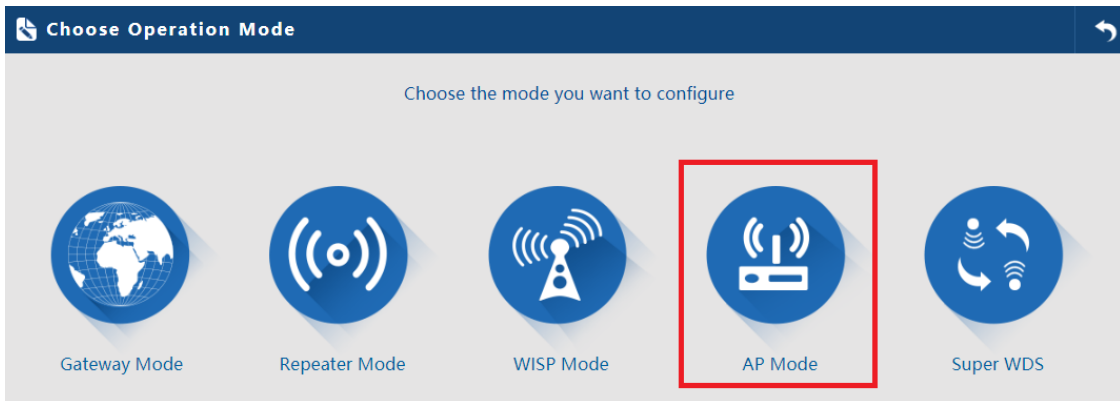 Choose Operation Mode
Choose the mode you want to configure
Gateway Mode
Repeater Mode
WISP Mode
AP Mode
Super WDS